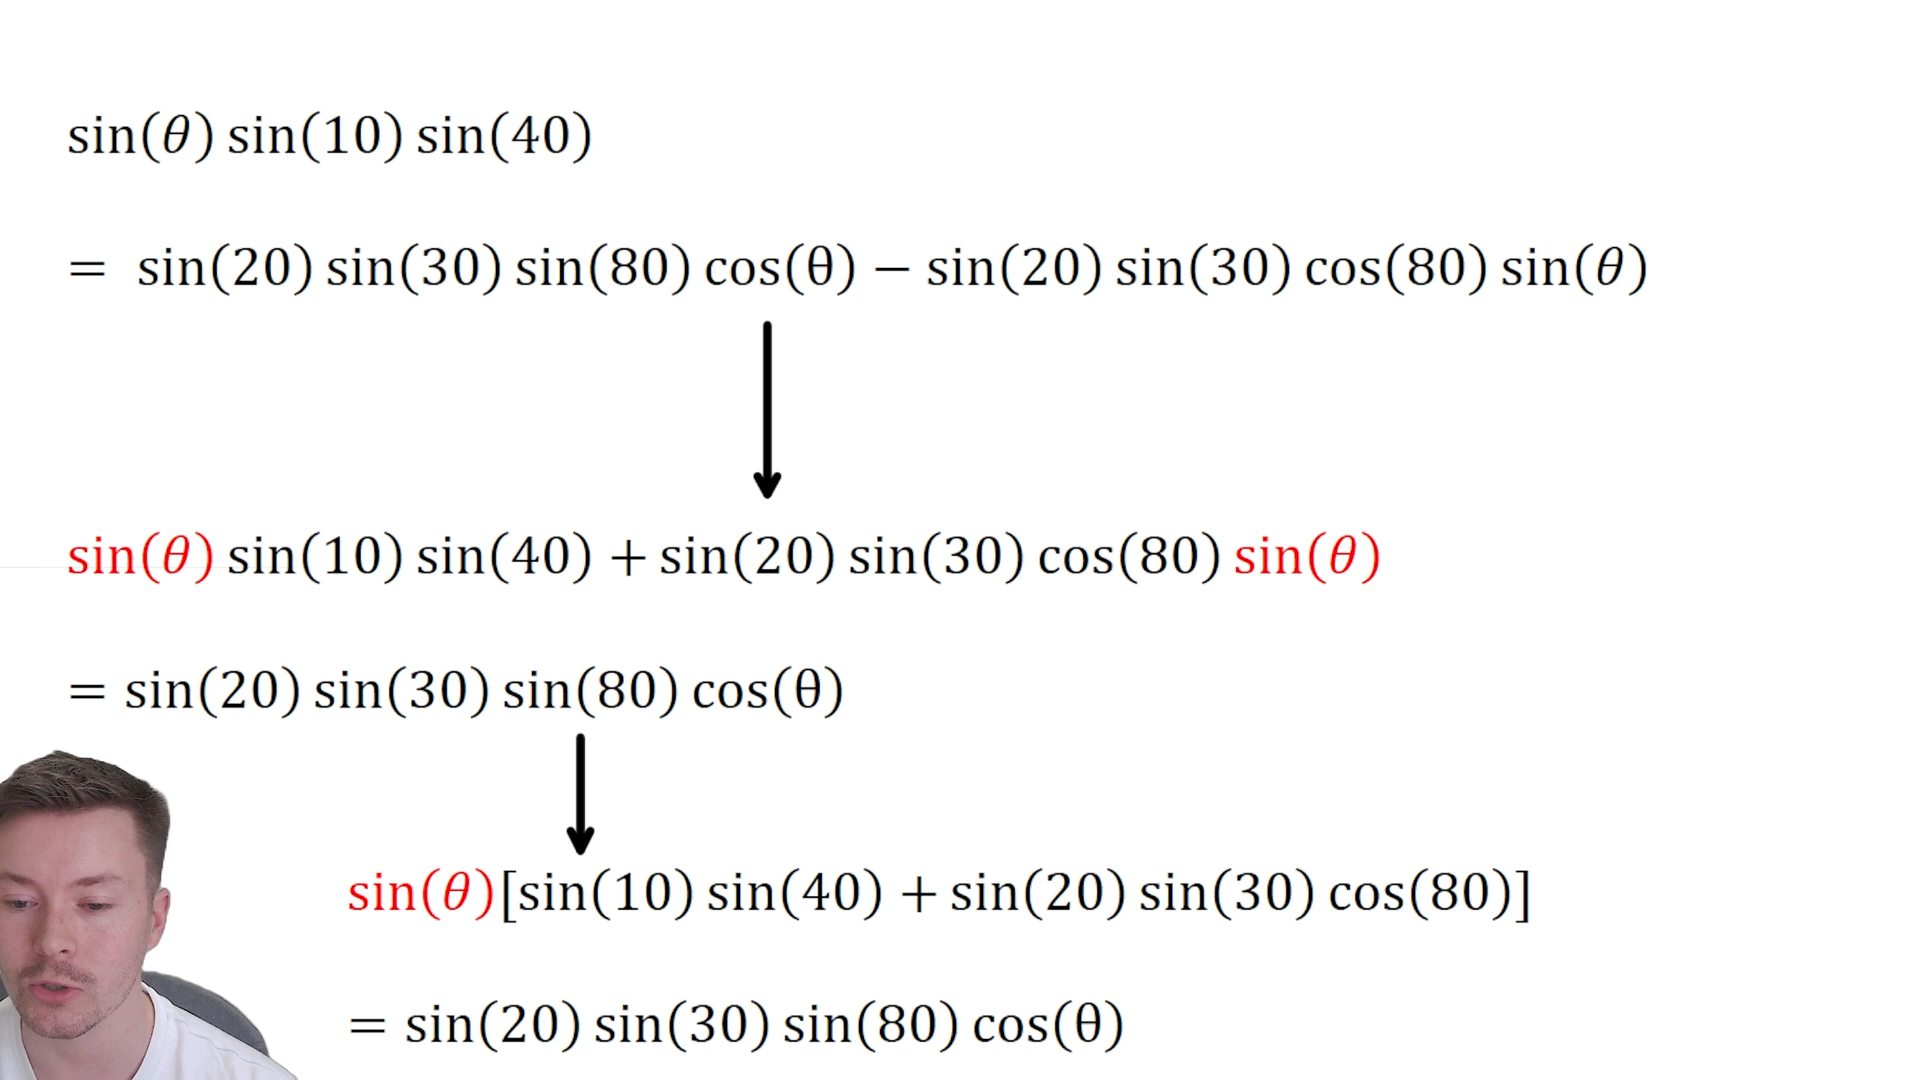 sin(θ) sin(10) sin(40)
= sin(20) sin(30) sin(80) cos(θ) − sin(20) sin(30) cos(80) sin(θ)
sin(θ) sin(10) sin(40) + sin(20) sin(30) cos(80) sin(θ)
= sin(20) sin(30) sin(80) cos(θ)
sin(θ)[sin(10) sin(40) + sin(20) sin(30) cos(80)]
= sin(20) sin(30) sin(80) cos(θ)